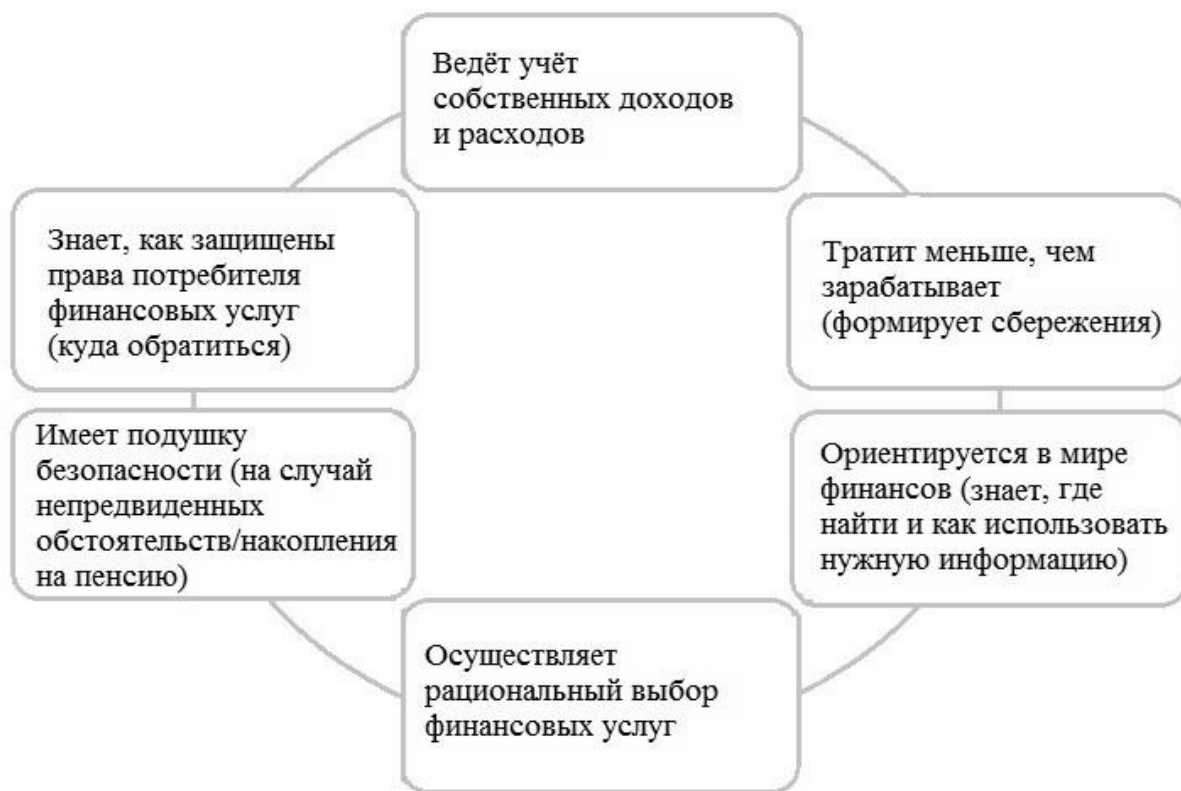 Ведёт учёт
собственных доходов
и расходов
Знает, как защищены
права потребителя
финансовых услуг
(куда обратиться)
Тратит меньше, чем
зарабатывает
(формирует сбережения)
Имеет подушку
безопасности (на случай
непредвиденных
обстоятельств/накопления
на пенсию)
Ориентируется в мире
финансов (знает, где
найти и как использовать
нужную информацию)
Осуществляет
рациональный выбор
финансовых услуг